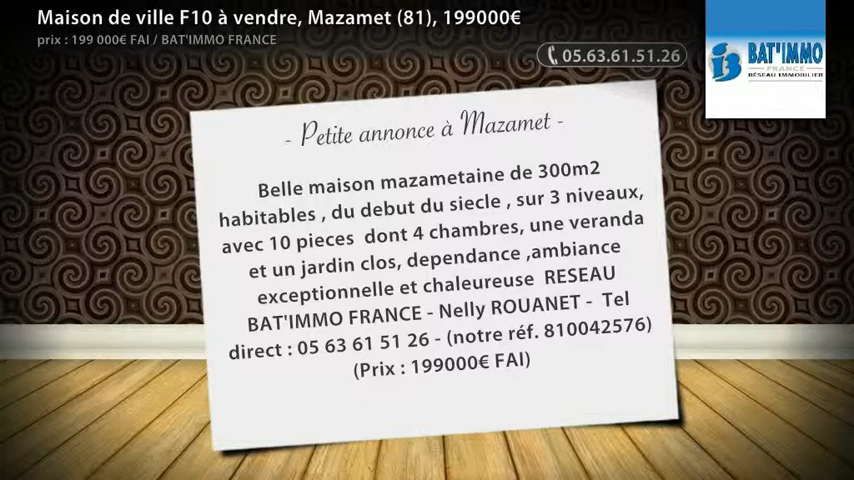 Maison de ville F10 à vendre, Mazamet (81), 199000€
prix : 199 000€ FAI / BAT'IMMO FRANCE
05.63.61.51.26
BAT'IMMO
FRANCE
RÉSEAU IMMOBILIER
- Petite annonce à Mazamet -
Belle maison mazametaine de 300m2
habitables , du debut du siecle , sur 3 niveaux,
avec 10 pieces dont 4 chambres, une veranda
et un jardin clos, dependance ,ambiance
exceptionnelle et chaleureuse RESEAU
BAT'IMMO FRANCE - Nelly ROUANET - Tel
direct : 05 63 61 51 26 - (notre réf. 810042576)
(Prix : 199000€ FAI)